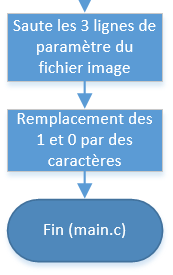 Saute les 3 lignes de
paramètre du
fichier image
Remplacement des
1 et 0 par des
caractères
Fin (main.c)